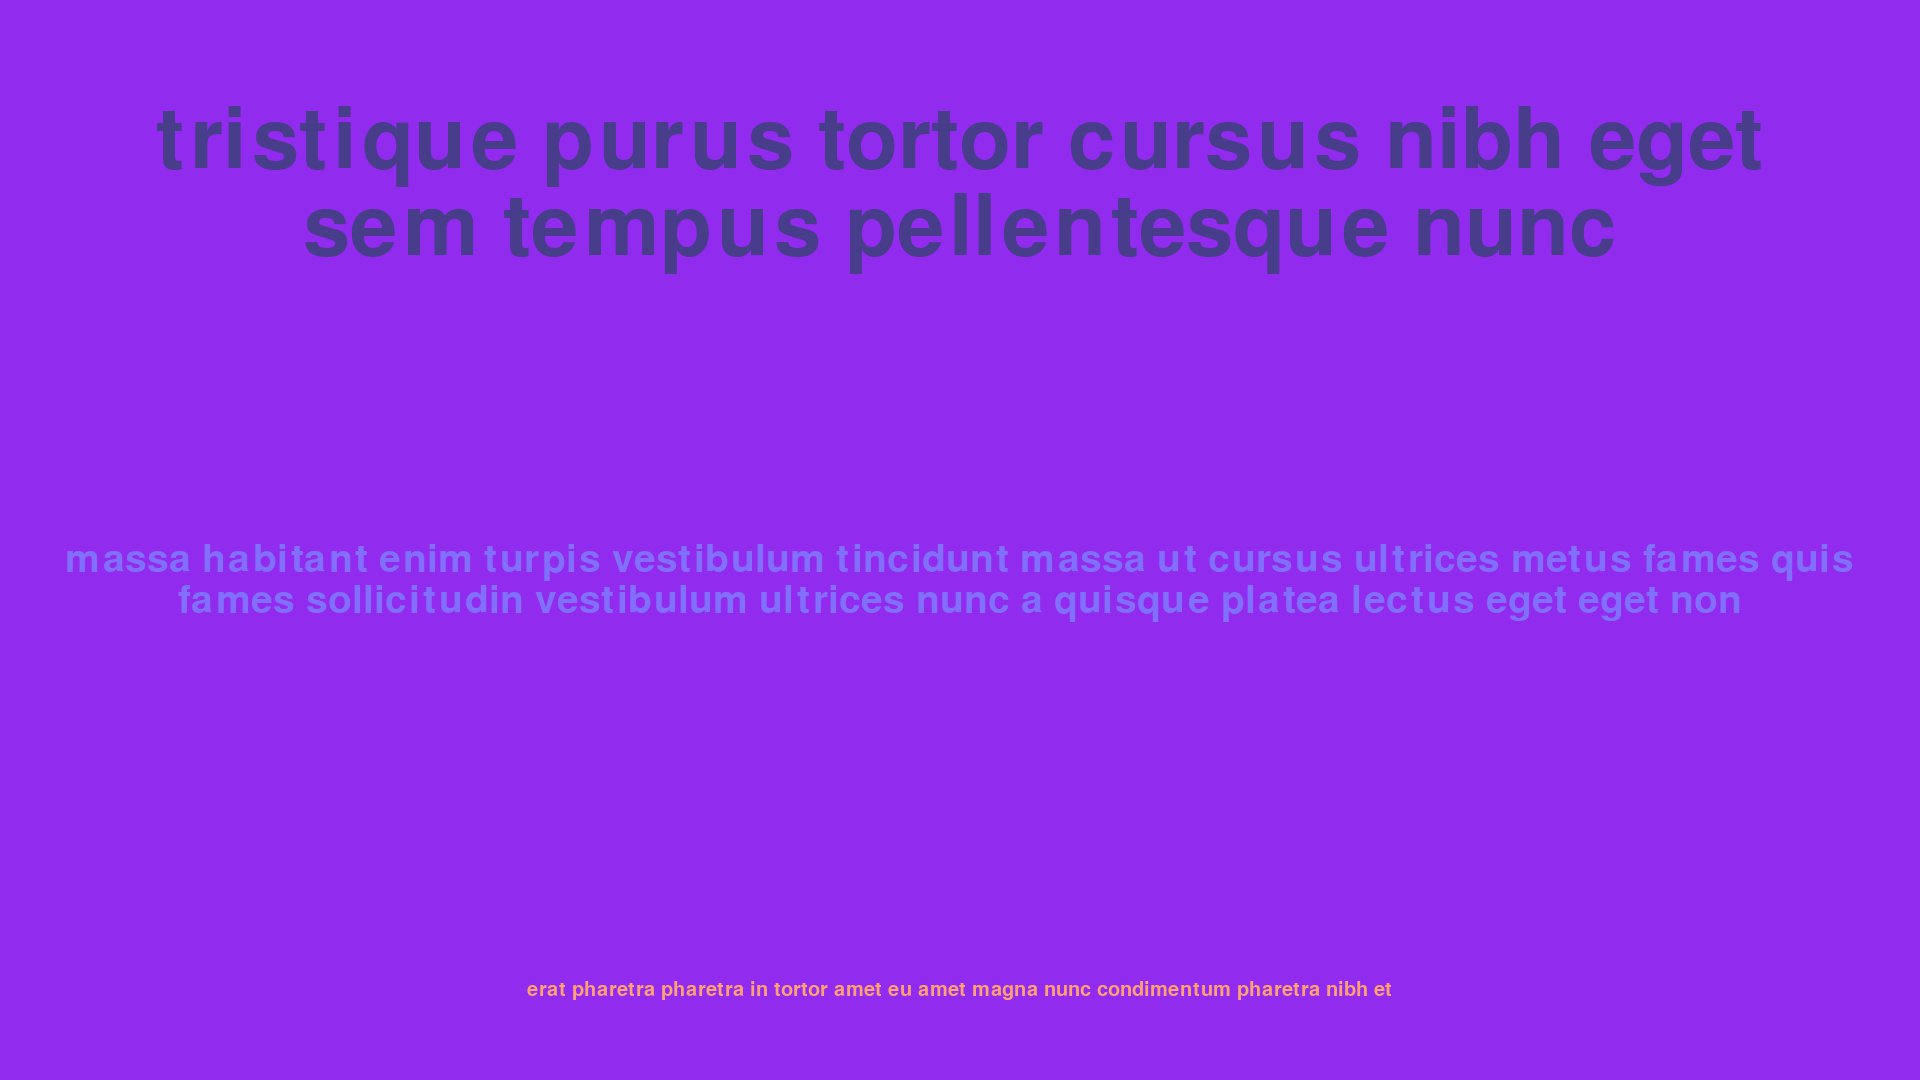 tristique purus tortor cursus nibh eget
sem tempus pellentesque nunc
massa habitant enim turpis vestibulum tincidunt massa ut cursus ultrices metus fames quis
fames sollicitudin vestibulum ultrices nunc a quisque platea lectus eget eget non
erat pharetra pharetra in tortor amet eu amet magna nunc condimentum pharetra nibh et